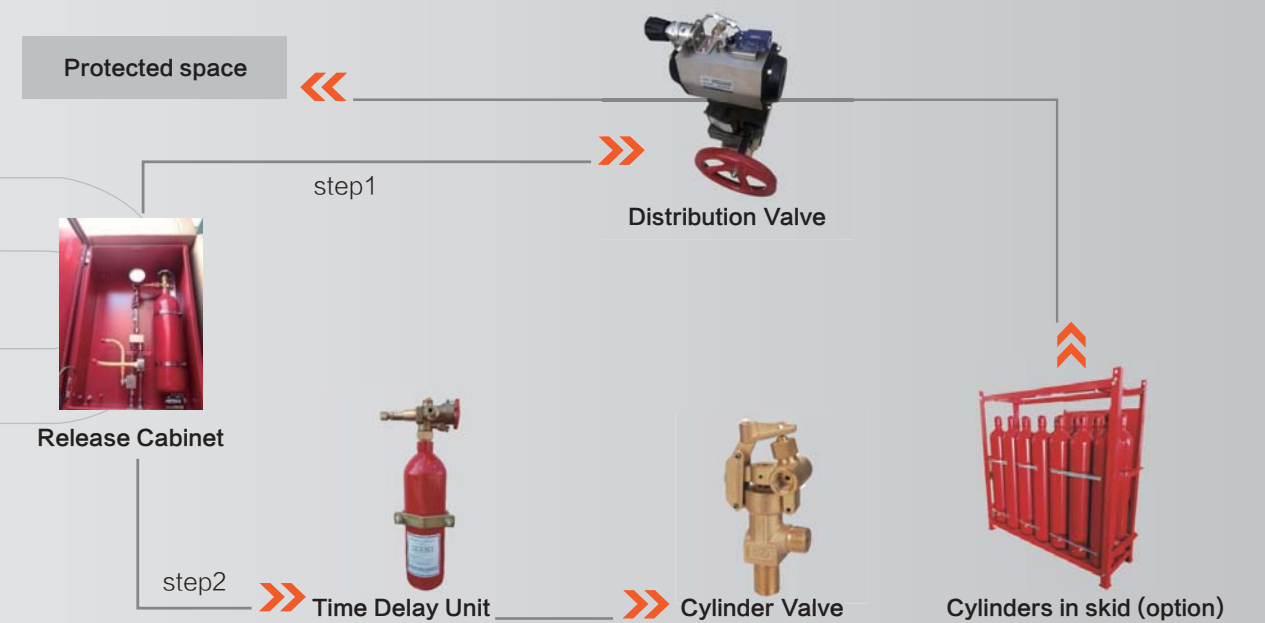 Protected space
step1
Distribution Valve
Release Cabinet
step2
Time Delay Unit
Cylinder Valve
Cylinders in skid (option)